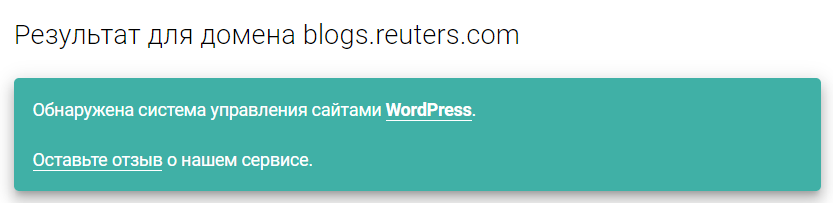 Результат для домена blogs.reuters.com
Обнаружена система управления сайтами WordPress.
Оставьте отзыв о нашем сервисе.